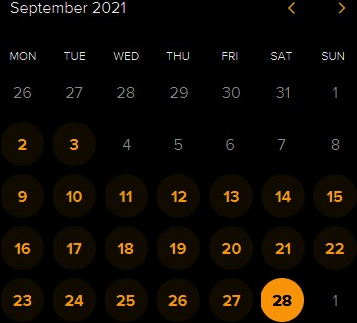 September 2021
MON TUE WED THU FRI SAT SUN
26 27 28 29 30 31 1
2 3 4 5 6 7 8
9 10 11 12 13 14 15
16 17 18 19 20 21 22
23 24 25 26 27 28 1